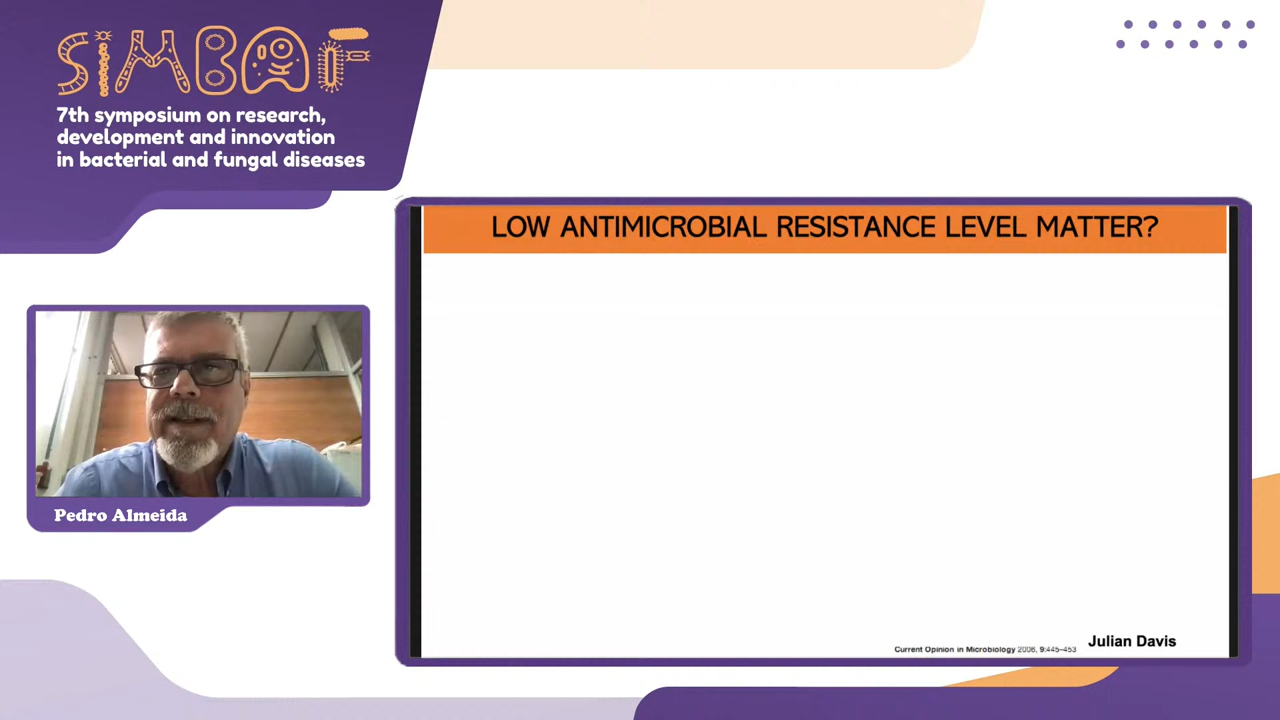 SIMBAF
7th symposium on research,
development and innovation
in bacterial and fungal diseases
LOW ANTIMICROBIAL RESISTANCE LEVEL MATTER?
Pedro Almeida
Julian Davis
Current Opinion in Microbiology 2006, 9:445–453